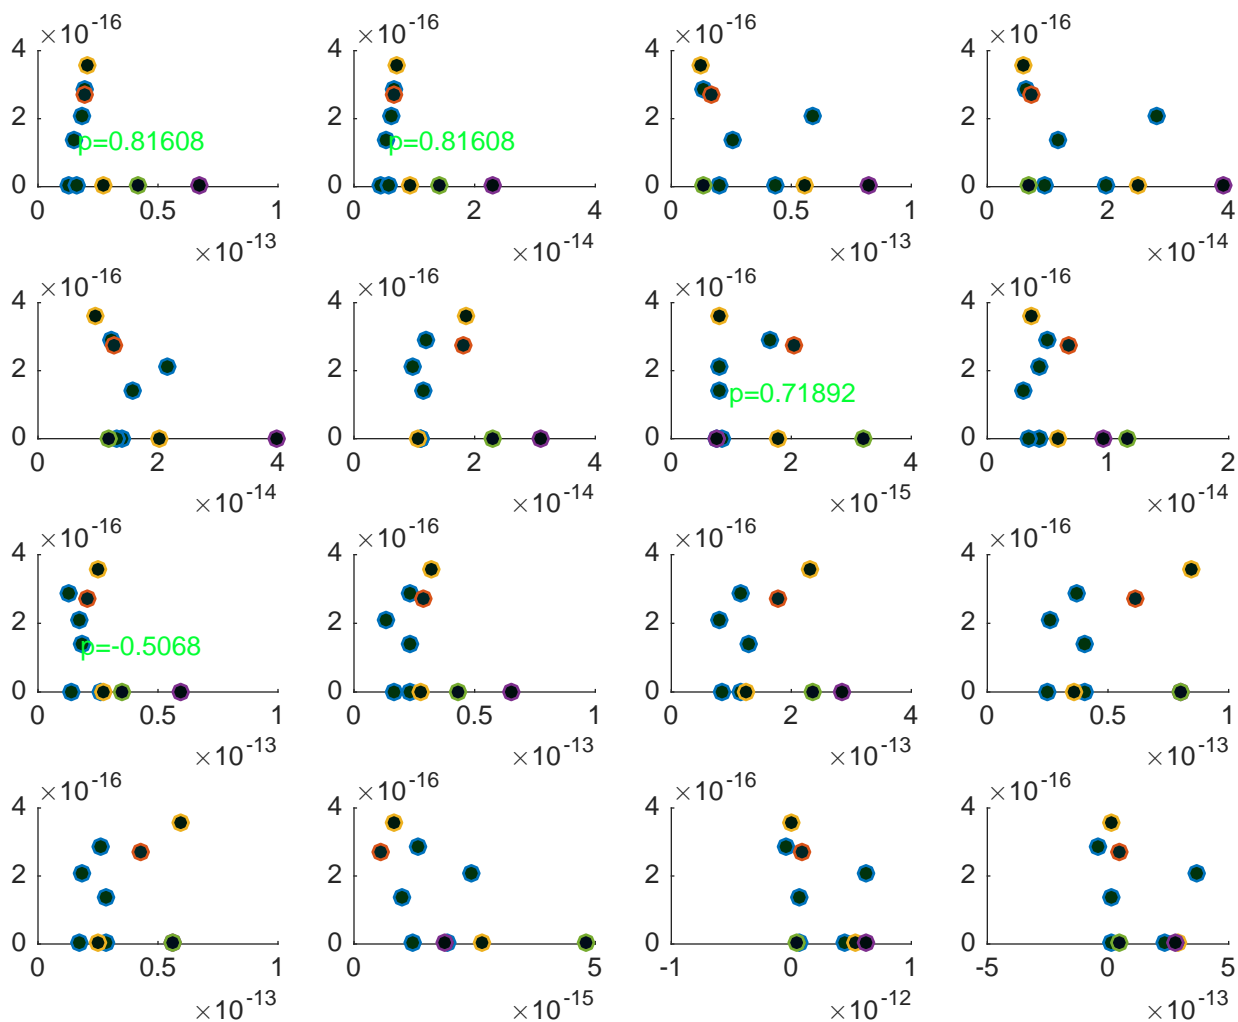 ×10-16 ×10-16 ×10-16 ×10-16
4 4 4 4
2 2 2 2
p=0.81608 p=0.81608
0 0 0 0
0 0.5 1 0 2 4 0 0.5 1 0 2 4
×10-13 ×10-14 ×10-13 ×10-14
×10-16 ×10-16 ×10-16 ×10-16
4 4 4 4
2 2 2 2
p=0.71892
0 0 0 0
0 2 4 0 2 4 0 2 4 0 1 2
×10-14 ×10-14 ×10-15 ×10-14
×10-16 ×10-16 ×10-16 ×10-16
4 4 4 4
2 2 2 2
p=-0.5068
0 0 0 0
0 0.5 1 0 0.5 1 0 2 4 0 0.5 1
×10-13 ×10-13 ×10-13 ×10-13
×10-16 ×10-16 ×10-16 ×10-16
4 4 4 4
2 2 2 2
0 0 0 0
0 0.5 1 0 5 -1 0 1 -5 0 5
×10-13 ×10-15 ×10-12 ×10-13